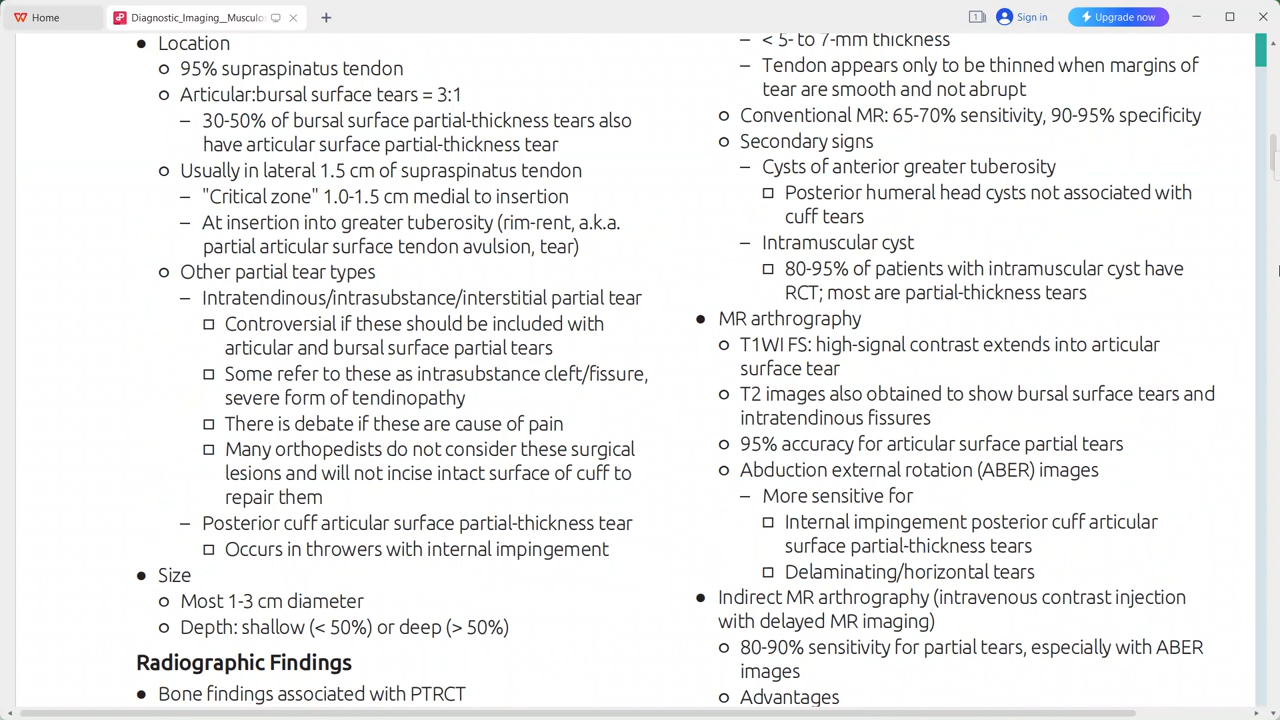 Home
Diagnostic_Imaging__Musculo
1
Sign in
Upgrade now
● Location
○ 95% supraspinatus tendon
○ Articular:bursal surface tears = 3:1
– 30-50% of bursal surface partial-thickness tears also
have articular surface partial-thickness tear
○ Usually in lateral 1.5 cm of supraspinatus tendon
– "Critical zone" 1.0-1.5 cm medial to insertion
– At insertion into greater tuberosity (rim-rent, a.k.a.
partial articular surface tendon avulsion, tear)
○ Other partial tear types
– Intratendinous/intrasubstance/interstitial partial tear
□ Controversial if these should be included with
articular and bursal surface partial tears
□ Some refer to these as intrasubstance cleft/fissure,
severe form of tendinopathy
□ There is debate if these are cause of pain
□ Many orthopedists do not consider these surgical
lesions and will not incise intact surface of cuff to
repair them
– Posterior cuff articular surface partial-thickness tear
□ Occurs in throwers with internal impingement
● Size
○ Most 1-3 cm diameter
○ Depth: shallow (< 50%) or deep (> 50%)
Radiographic Findings
● Bone findings associated with PTRCT
– < 5- to 7-mm thickness
– Tendon appears only to be thinned when margins of
tear are smooth and not abrupt
○ Conventional MR: 65-70% sensitivity, 90-95% specificity
○ Secondary signs
– Cysts of anterior greater tuberosity
□ Posterior humeral head cysts not associated with
cuff tears
– Intramuscular cyst
□ 80-95% of patients with intramuscular cyst have
RCT; most are partial-thickness tears
● MR arthrography
○ T1WI FS: high-signal contrast extends into articular
surface tear
○ T2 images also obtained to show bursal surface tears and
intratendinous fissures
○ 95% accuracy for articular surface partial tears
○ Abduction external rotation (ABER) images
– More sensitive for
□ Internal impingement posterior cuff articular
surface partial-thickness tears
□ Delaminating/horizontal tears
● Indirect MR arthrography (intravenous contrast injection
with delayed MR imaging)
○ 80-90% sensitivity for partial tears, especially with ABER
images
○ Advantages